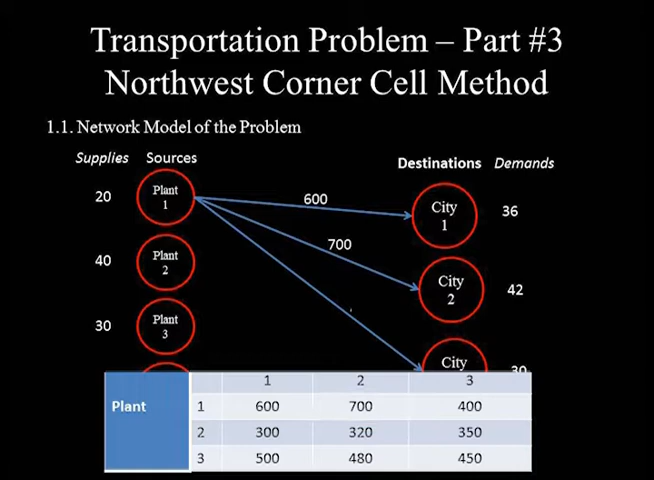 Transportation Problem – Part #3
Northwest Corner Cell Method
1.1. Network Model of the Problem
Supplies Sources Destinations Demands
20 Plant 1 600 City 1 36
40 Plant 2 700 City 2 42
30 Plant 3 City 30
1 2 3
Plant 1 600 700 400
2 300 320 350
3 500 480 450